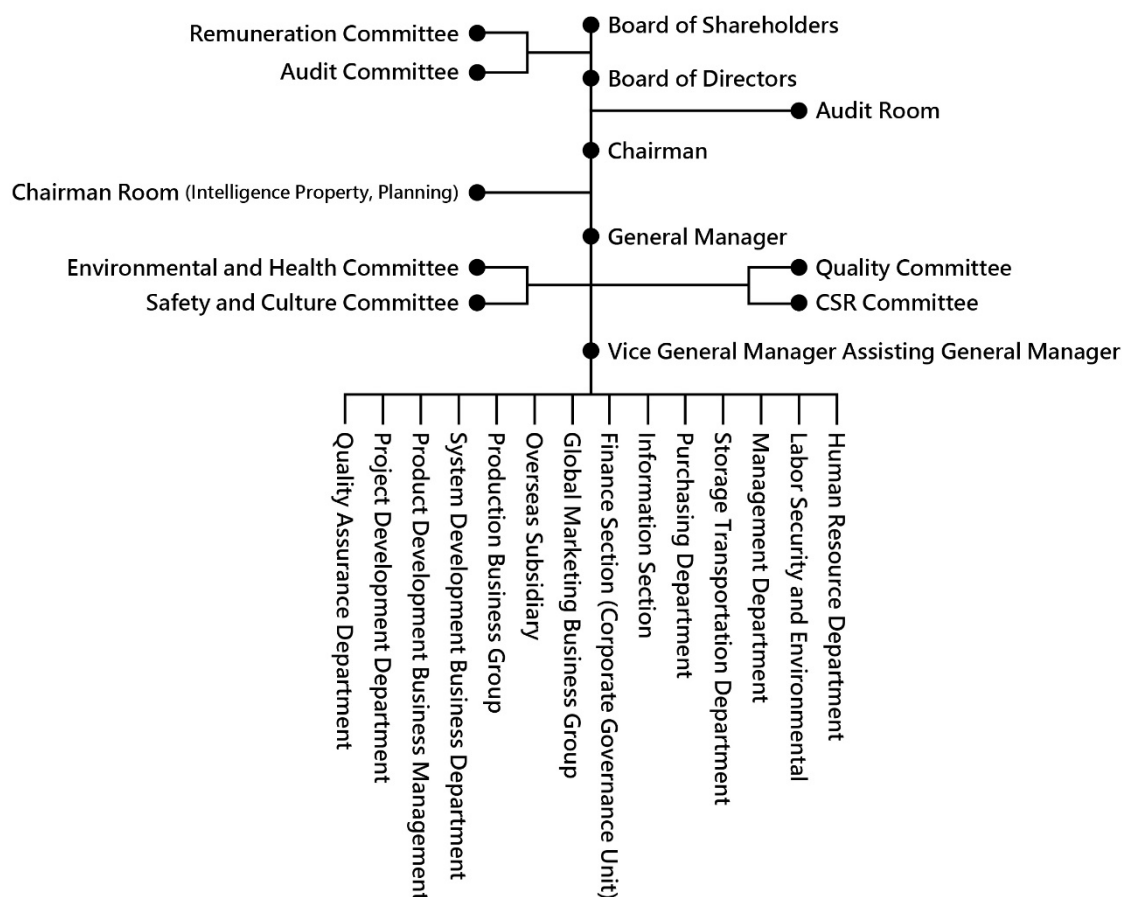 Remuneration Committee
Board of Shareholders
Audit Committee
Board of Directors
Audit Room
Chairman
Chairman Room (Intelligence Property, Planning)
General Manager
Environmental and Health Committee
Quality Committee
Safety and Culture Committee
CSR Committee
Vice General Manager Assisting General Manager
Quality Assurance Department
Project Development Department
Product Development Business Management
System Development Business Department
Production Business Group
Overseas Subsidiary
Global Marketing Business Group
Finance Section (Corporate Governance Unit)
Information Section
Purchasing Department
Storage Transportation Department
Management Department
Labor Security and Environmental
Human Resource Department